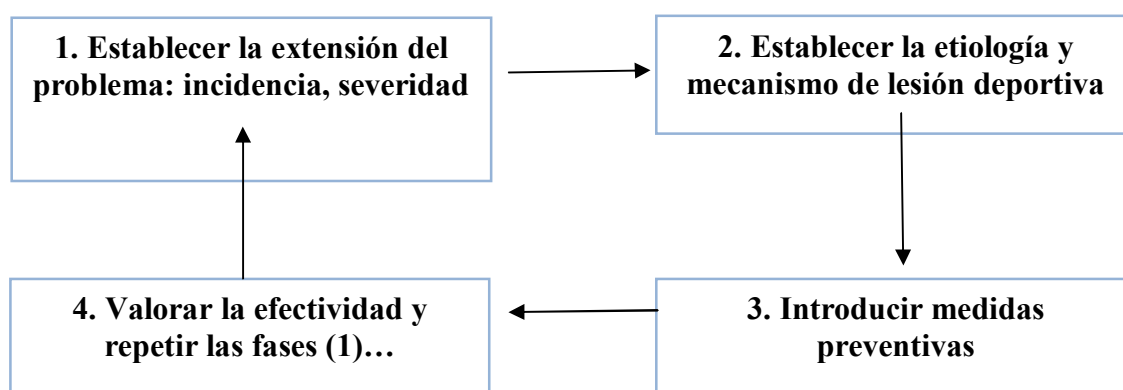 1. Establecer la extensión del
problema: incidencia, severidad
2. Establecer la etiología y
mecanismo de lesión deportiva
4. Valorar la efectividad y
repetir las fases (1)…
3. Introducir medidas
preventivas